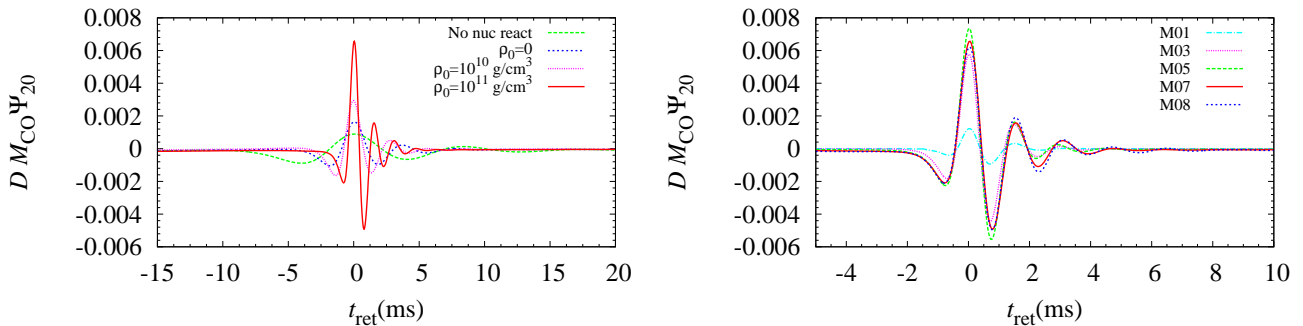 0.008
0.006
0.004
0.002
0
-0.002
-0.004
-0.006
D M_CO Ψ_20
No nuc react
ρ_0=0
ρ_0=10^10 g/cm^3
ρ_0=10^11 g/cm^3
-15 -10 -5 0 5 10 15 20
t_ret(ms)
0.008
0.006
0.004
0.002
0
-0.002
-0.004
-0.006
D M_CO Ψ_20
M01
M03
M05
M07
M08
-4 -2 0 2 4 6 8 10
t_ret(ms)